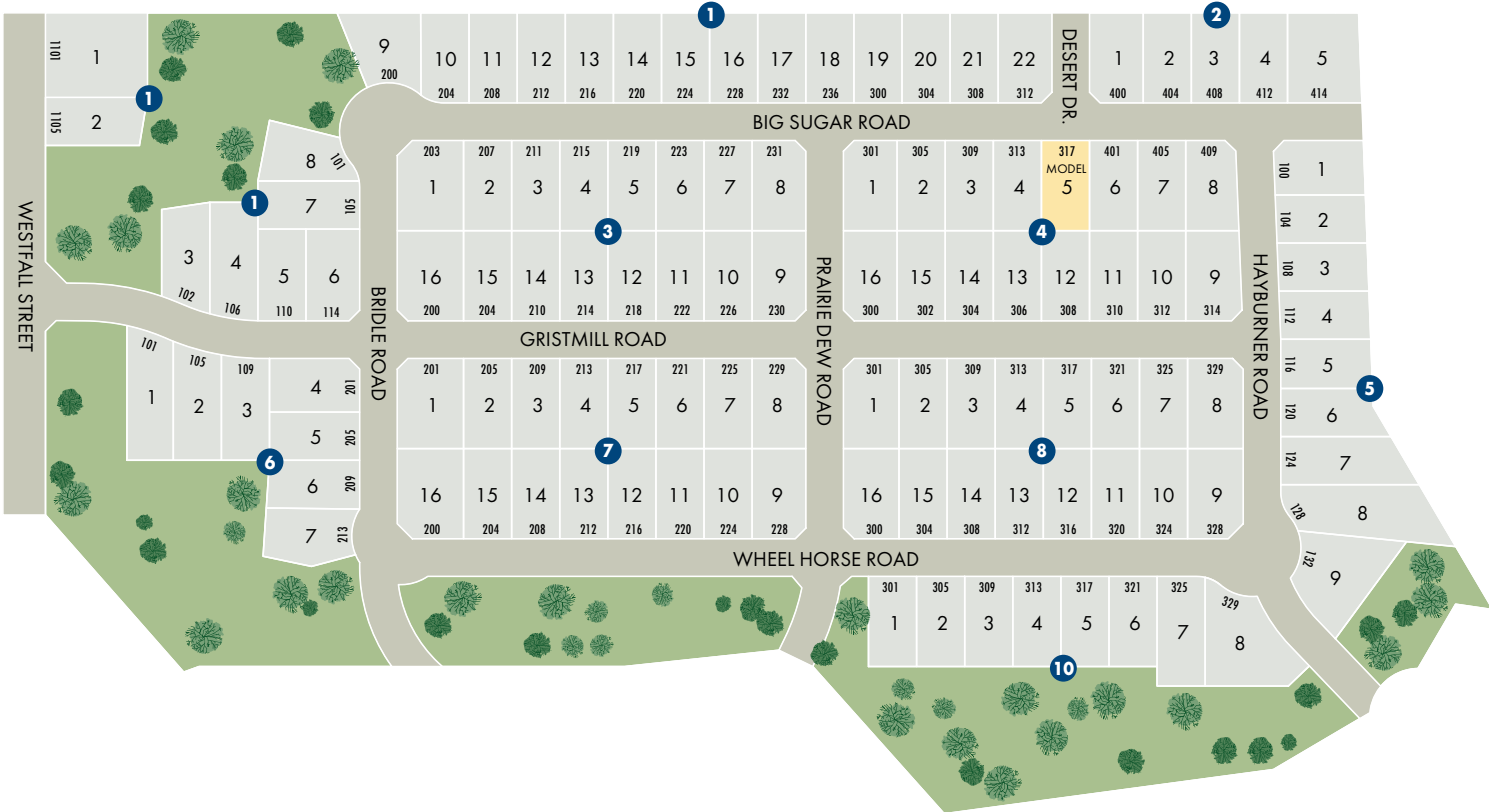 1 2
1101 1 9 10 11 12 13 14 15 16 17 18 19 20 21 22 DESERT DR. 1 2 3 4 5
200 204 208 212 216 220 224 228 232 236 300 304 308 312 400 404 408 412 414
1
1105 2
BIG SUGAR ROAD
8 101
203 207 211 215 219 223 227 231
1 2 3 4 5 6 7 8
301 305 309 313 317 401 405 409
MODEL
1 2 3 4 5 6 7 8
100 1
1
7 105
104 2
3
4
3 4 5 6
102 106 110 114
16 15 14 13 12 11 10 9
200 204 210 214 218 222 226 230
16 15 14 13 12 11 10 9
300 302 304 306 308 310 312 314
108 3
112 4
WESTFALL STREET
BRIDLE ROAD
PRAIRIE DEW ROAD
HAYBURNER ROAD
GRISTMILL ROAD
101 105 109
1 2 3
4 201
5 205
6
6 209
7 213
201 205 209 213 217 221 225 229
1 2 3 4 5 6 7 8
301 305 309 313 317 321 325 329
1 2 3 4 5 6 7 8
116 5
5
120 6
124 7
7
8
16 15 14 13 12 11 10 9
200 204 208 212 216 220 224 228
16 15 14 13 12 11 10 9
300 304 308 312 316 320 324 328
128 8
132 9
WHEEL HORSE ROAD
301 305 309 313 317 321 325 329
1 2 3 4 5 6 7 8
10